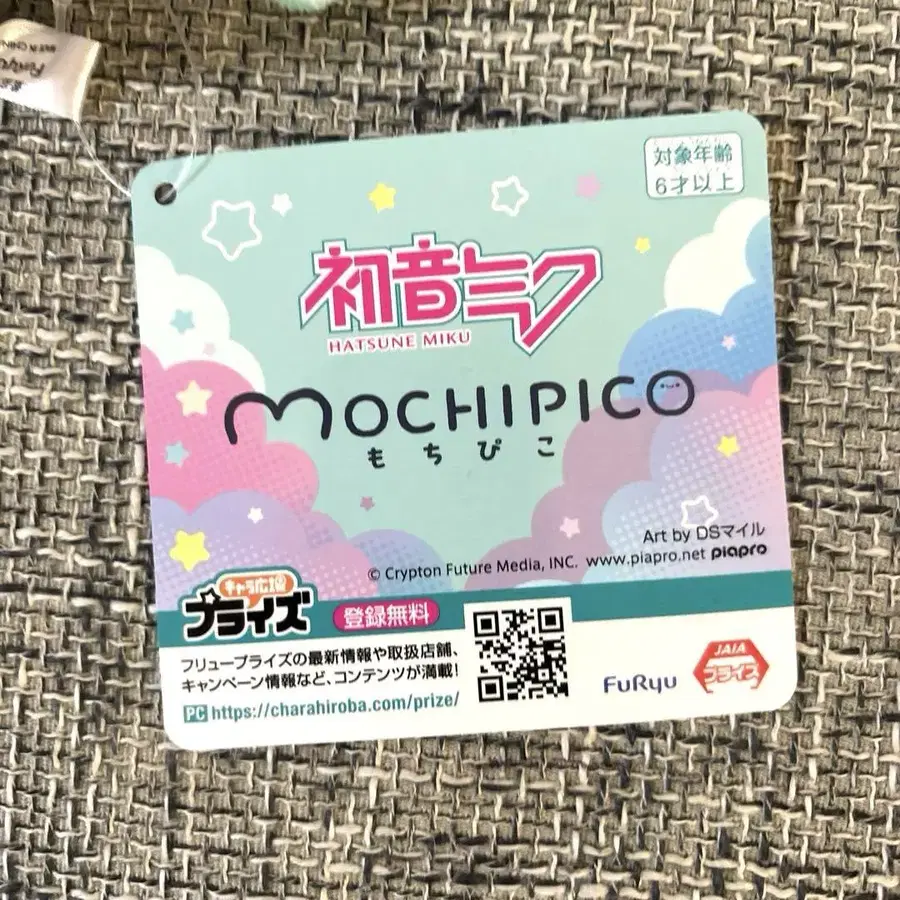 対象年齢
6才以上
初音ミク
HATSUNE MIKU
MOCHIPICO
もちぴこ
Art by DSマイル
© Crypton Future Media, INC. www.piapro.net piapro
キャラ広場
プライズ
登録無料
フリュープライズの最新情報や取扱店舗、
キャンペーン情報など、コンテンツが満載!
PC https://charahiroba.com/prize/
FuRyu
JAIA
プライズ